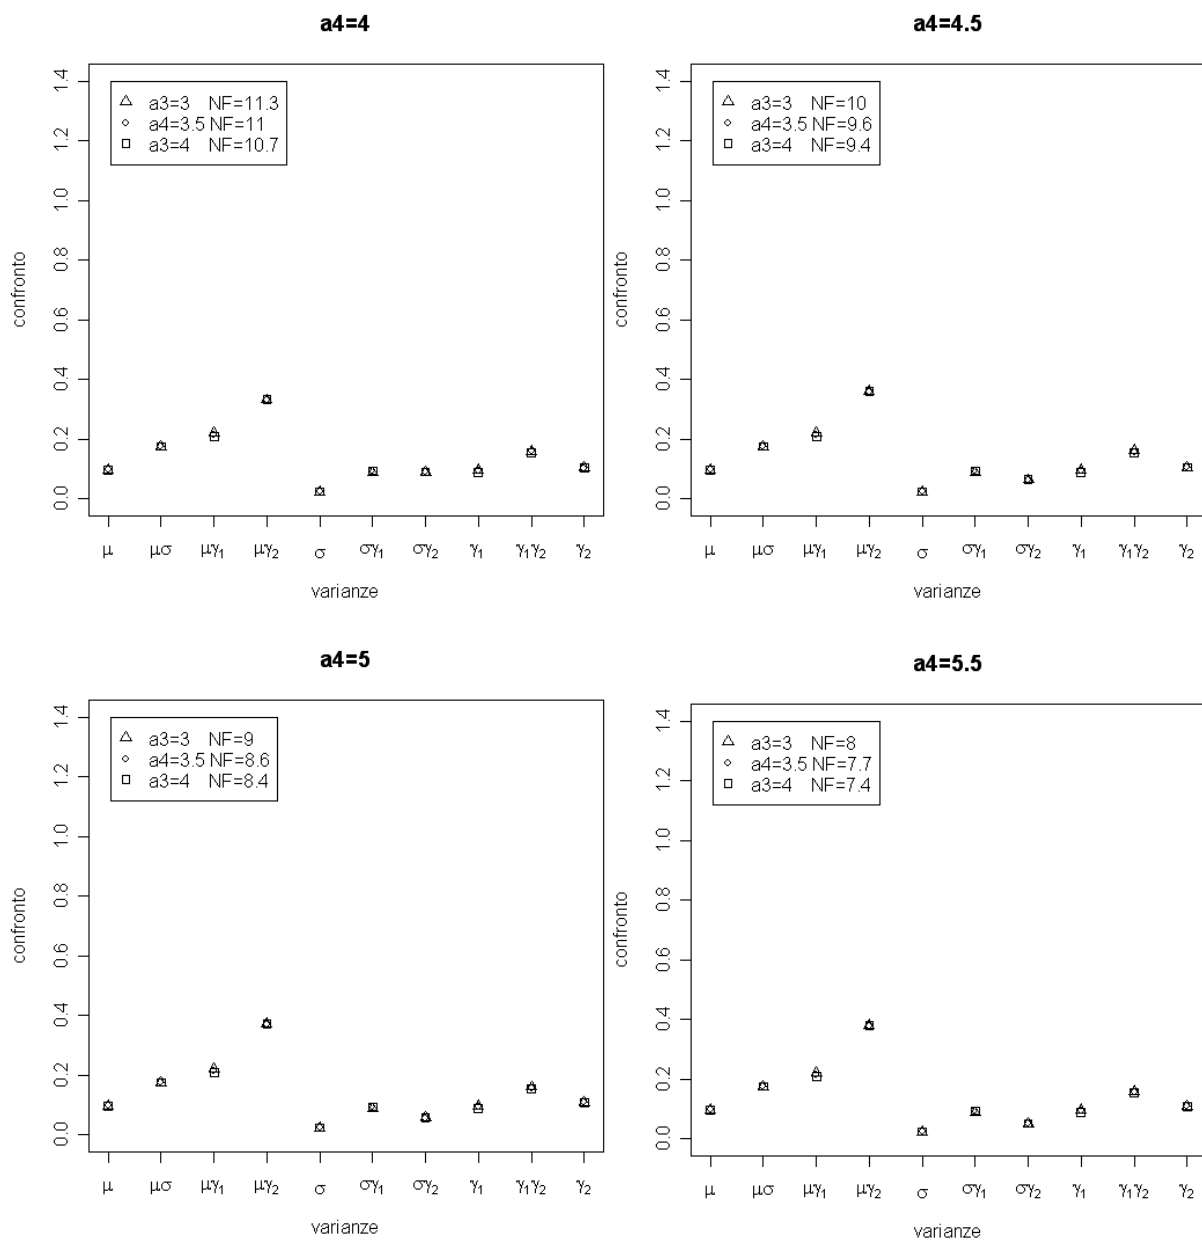 a4=4
1.4
1.2
1.0
0.8
0.6
0.4
0.2
0.0
confronto
a3=3 NF=11.3
a4=3.5 NF=11
a3=4 NF=10.7
μ μσ μγ₁ μγ₂ σ σγ₁ σγ₂ γ₁ γ₁γ₂ γ₂
varianze
a4=4.5
1.4
1.2
1.0
0.8
0.6
0.4
0.2
0.0
confronto
a3=3 NF=10
a4=3.5 NF=9.6
a3=4 NF=9.4
μ μσ μγ₁ μγ₂ σ σγ₁ σγ₂ γ₁ γ₁γ₂ γ₂
varianze
a4=5
1.4
1.2
1.0
0.8
0.6
0.4
0.2
0.0
confronto
a3=3 NF=9
a4=3.5 NF=8.6
a3=4 NF=8.4
μ μσ μγ₁ μγ₂ σ σγ₁ σγ₂ γ₁ γ₁γ₂ γ₂
varianze
a4=5.5
1.4
1.2
1.0
0.8
0.6
0.4
0.2
0.0
confronto
a3=3 NF=8
a4=3.5 NF=7.7
a3=4 NF=7.4
μ μσ μγ₁ μγ₂ σ σγ₁ σγ₂ γ₁ γ₁γ₂ γ₂
varianze